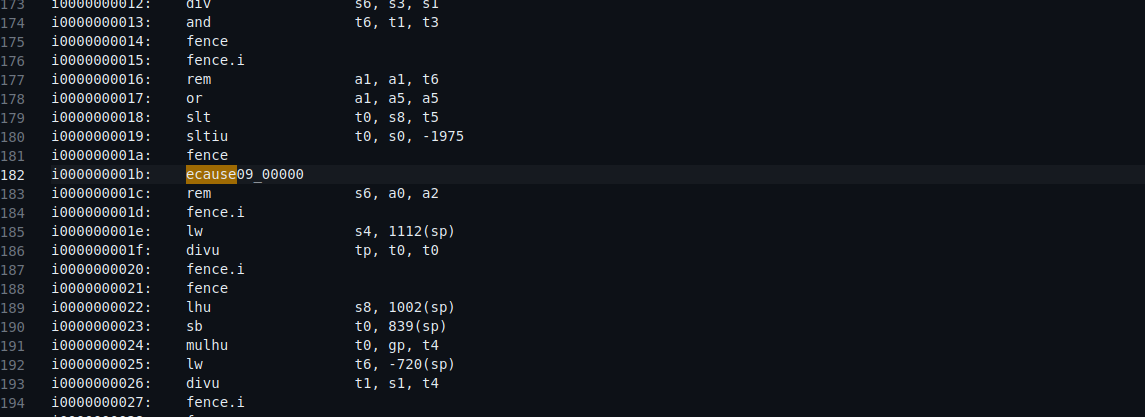 173 i0000000012: div s6, s3, s1
174 i0000000013: and t6, t1, t3
175 i0000000014: fence
176 i0000000015: fence.i
177 i0000000016: rem a1, a1, t6
178 i0000000017: or a1, a5, a5
179 i0000000018: slt t0, s8, t5
180 i0000000019: sltiu t0, s0, -1975
181 i000000001a: fence
182 i000000001b: ecause09_00000
183 i000000001c: rem s6, a0, a2
184 i000000001d: fence.i
185 i000000001e: lw s4, 1112(sp)
186 i000000001f: divu tp, t0, t0
187 i0000000020: fence.i
188 i0000000021: fence
189 i0000000022: lhu s8, 1002(sp)
190 i0000000023: sb t0, 839(sp)
191 i0000000024: mulhu t0, gp, t4
192 i0000000025: lw t6, -720(sp)
193 i0000000026: divu t1, s1, t4
194 i0000000027: fence.i